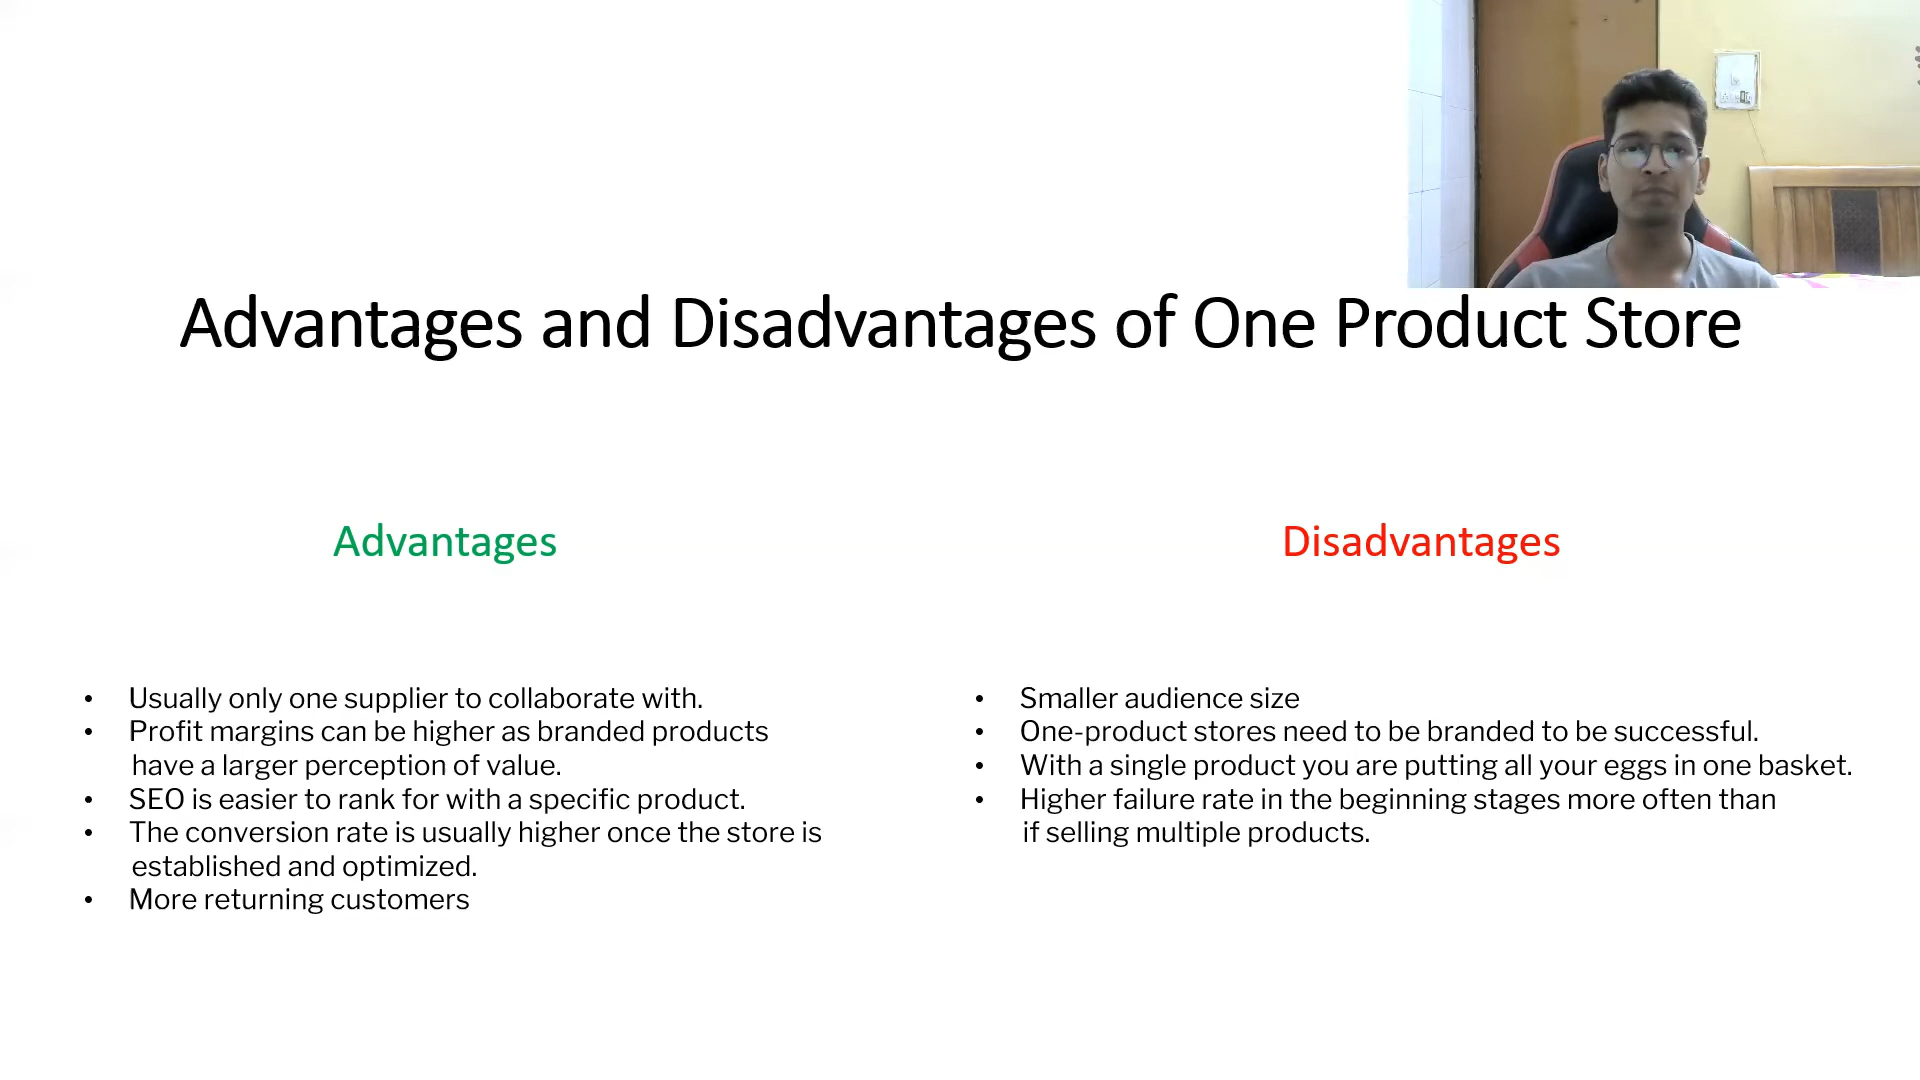 Advantages and Disadvantages of One Product Store
Advantages
• Usually only one supplier to collaborate with.
• Profit margins can be higher as branded products
have a larger perception of value.
• SEO is easier to rank for with a specific product.
• The conversion rate is usually higher once the store is
established and optimized.
• More returning customers
Disadvantages
• Smaller audience size
• One-product stores need to be branded to be successful.
• With a single product you are putting all your eggs in one basket.
• Higher failure rate in the beginning stages more often than
if selling multiple products.